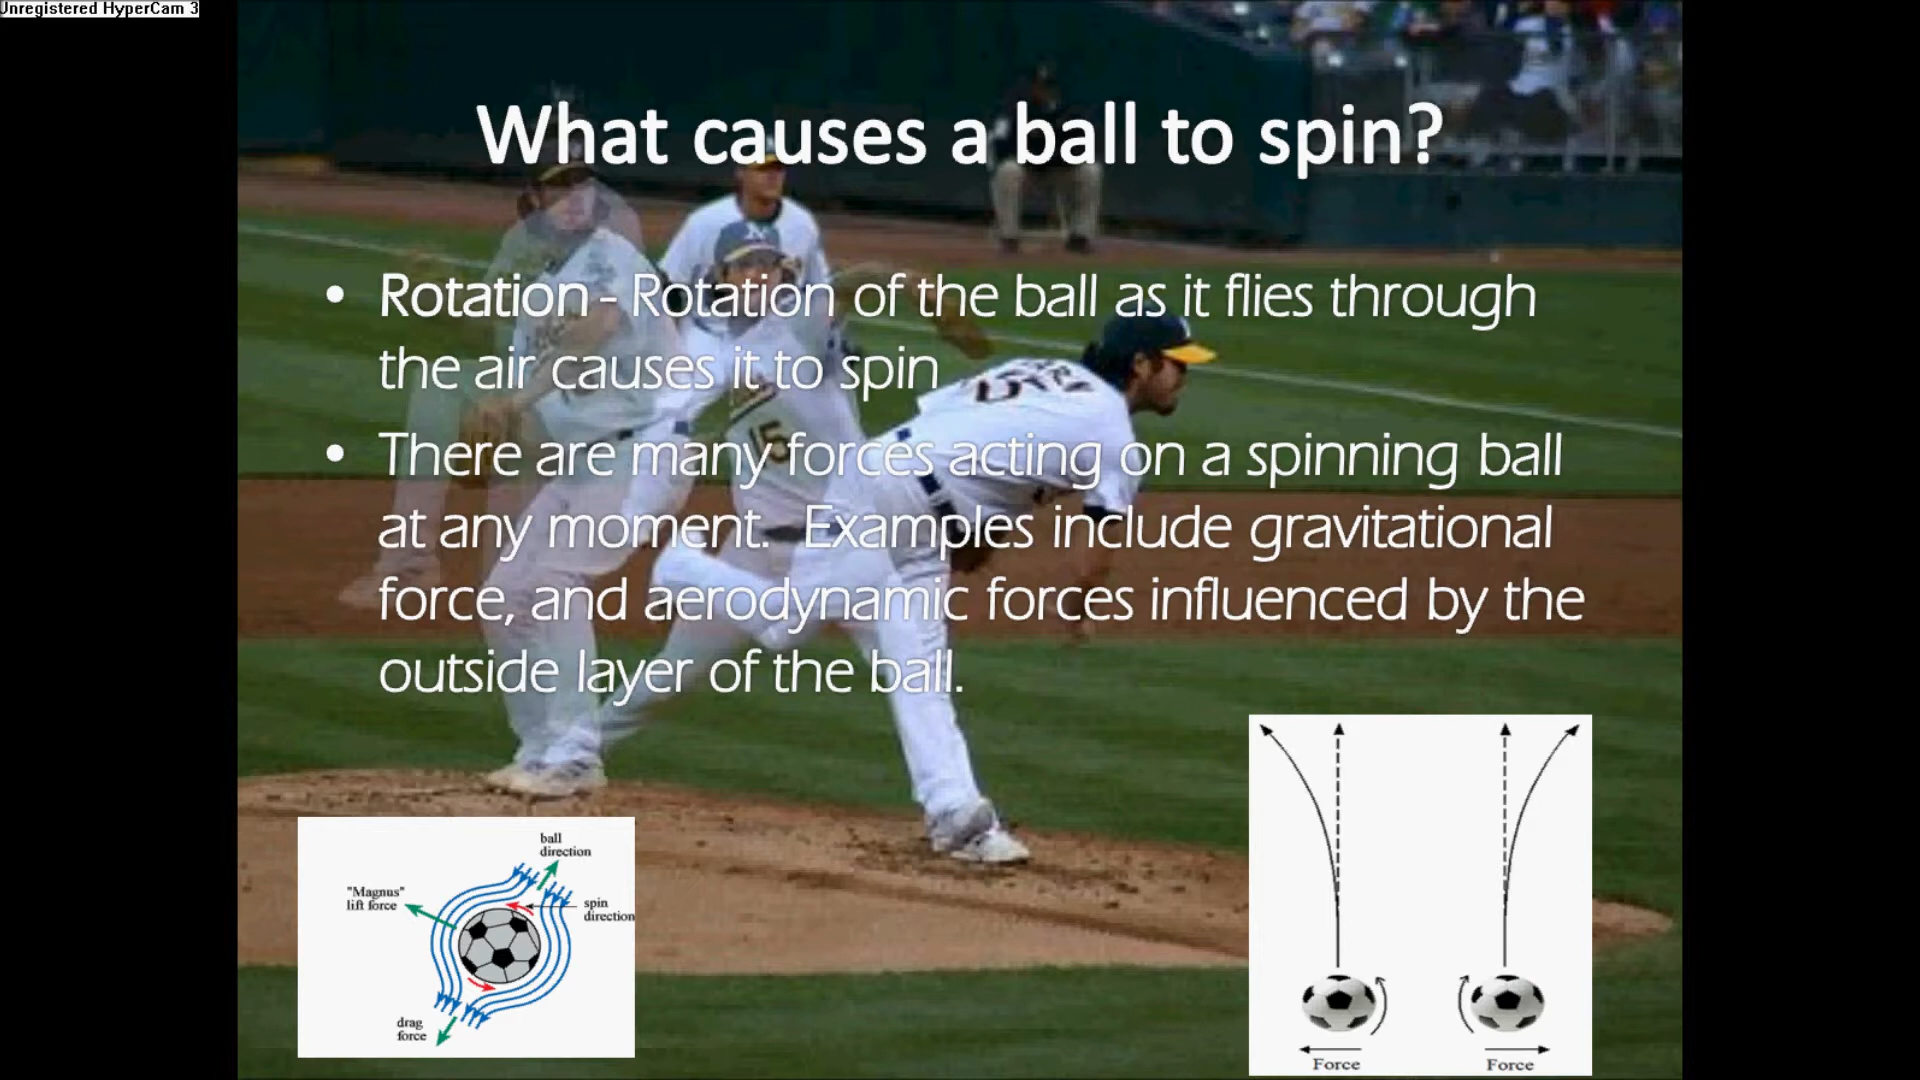 Unregistered HyperCam 3
What causes a ball to spin?
• Rotation - Rotation of the ball as it flies through
the air causes it to spin
• There are many forces acting on a spinning ball
at any moment.  Examples include gravitational
force, and aerodynamic forces influenced by the
outside layer of the ball.
15
ball
direction
"Magnus"
lift force
spin
direction
drag
force
Force
Force